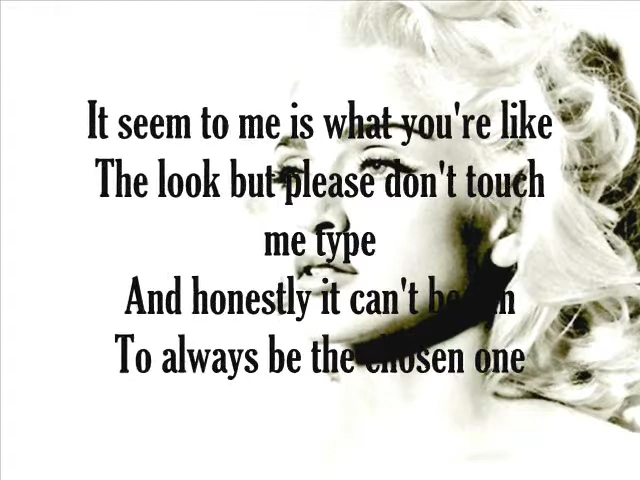 It seem to me is what you're like
The look but please don't touch
me type
And honestly it can't
To always be the chosen one